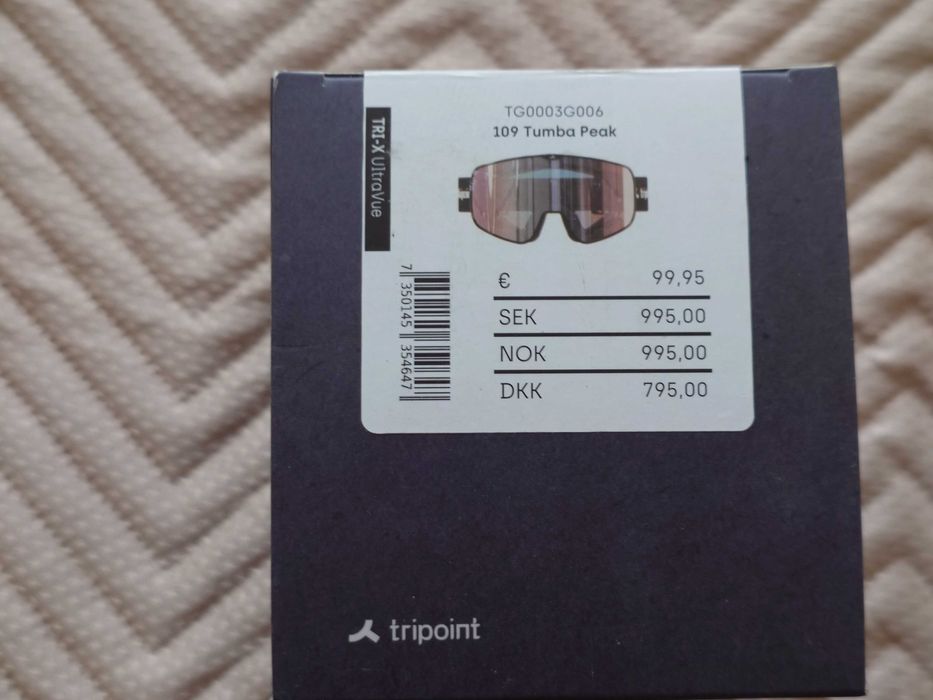 TG0003G006
109 Tumba Peak
TRI-X UltraVue
7 350145 354647
€ 99,95
SEK 995,00
NOK 995,00
DKK 795,00
tripoint